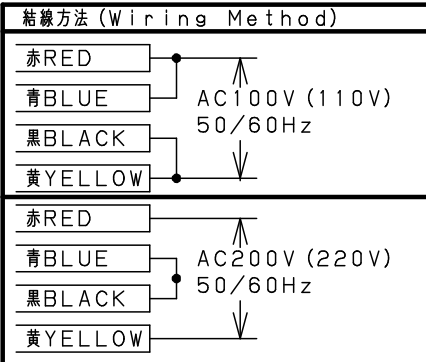 結線方法(Wiring Method)
赤RED
青BLUE
黒BLACK
黄YELLOW
AC100V(110V)
50/60Hz
赤RED
青BLUE
黒BLACK
黄YELLOW
AC200V(220V)
50/60Hz